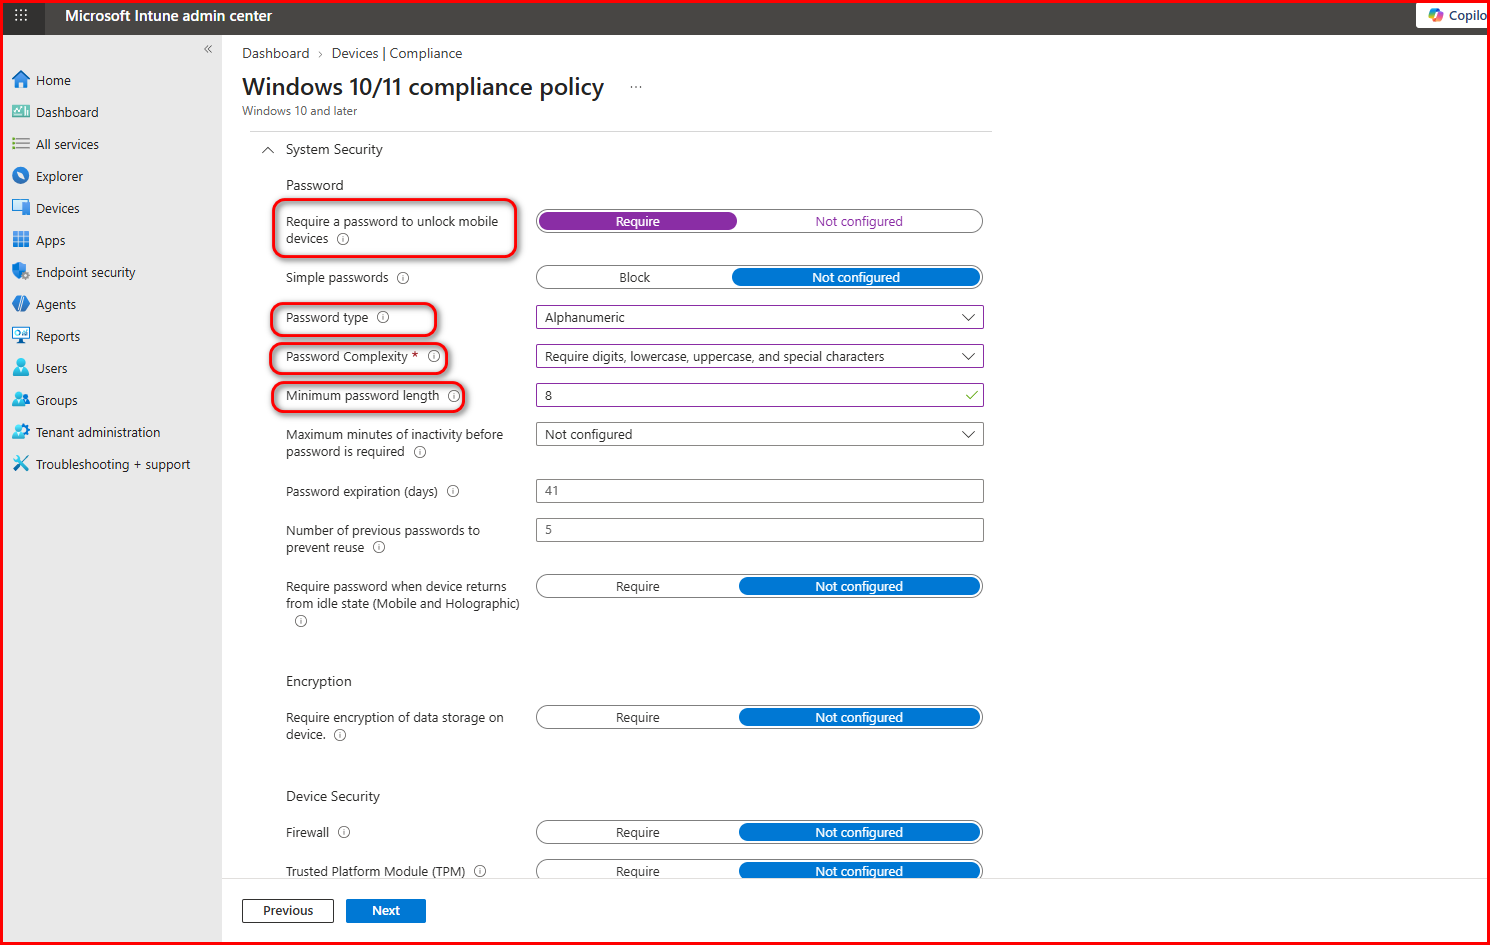 Microsoft Intune admin center
Copilo
Home
Dashboard
All services
Explorer
Devices
Apps
Endpoint security
Agents
Reports
Users
Groups
Tenant administration
Troubleshooting + support
Dashboard › Devices | Compliance
Windows 10/11 compliance policy ...
Windows 10 and later
System Security
Password
Require a password to unlock mobile
devices
Require Not configured
Simple passwords
Block Not configured
Password type
Alphanumeric
Password Complexity *
Require digits, lowercase, uppercase, and special characters
Minimum password length
8
Maximum minutes of inactivity before
password is required
Not configured
Password expiration (days)
41
Number of previous passwords to
prevent reuse
5
Require password when device returns
from idle state (Mobile and Holographic)
Require Not configured
Encryption
Require encryption of data storage on
device.
Require Not configured
Device Security
Firewall
Require Not configured
Trusted Platform Module (TPM)
Require Not configured
Previous Next